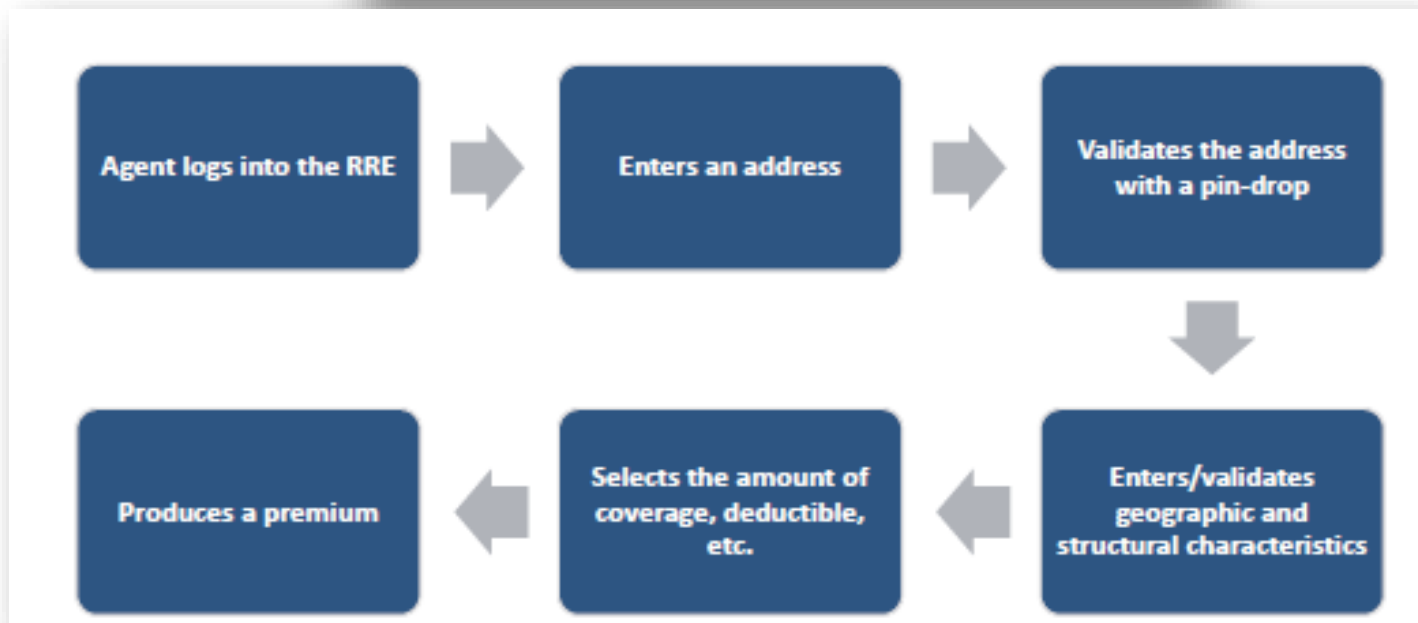 Agent logs into the RRE
Enters an address
Validates the address
with a pin-drop
Enters/validates
geographic and
structural characteristics
Selects the amount of
coverage, deductible,
etc.
Produces a premium